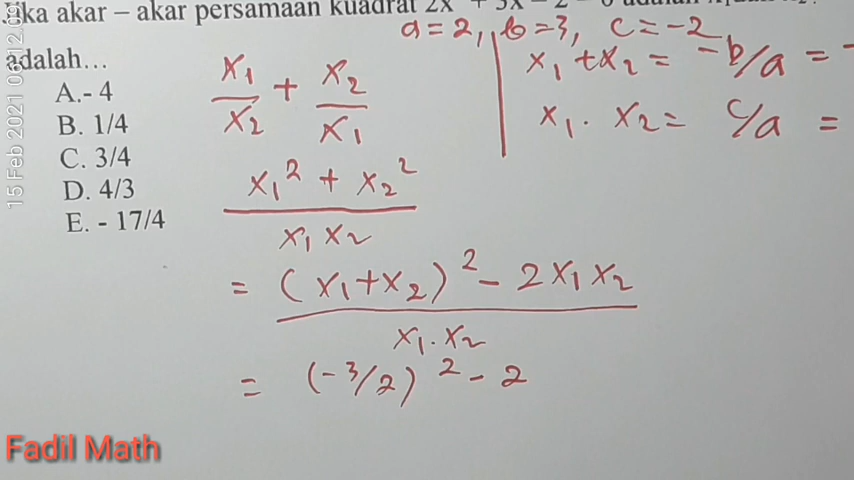 akar – akar persamaan kuadrat 2x
adalah…
A.- 4
B. 1/4
C. 3/4
D. 4/3
E. - 17/4
a = 2, b = 3, c = -2
x₁ + x₂ = -b/a = -
x₁ . x₂ = c/a =
x₁/x₂ + x₂/x₁
x₁² + x₂²
x₁ x₂
= (x₁+x₂)² - 2x₁x₂
x₁.x₂
= (-3/2)² - 2
15 Feb 2021
Fadil Math